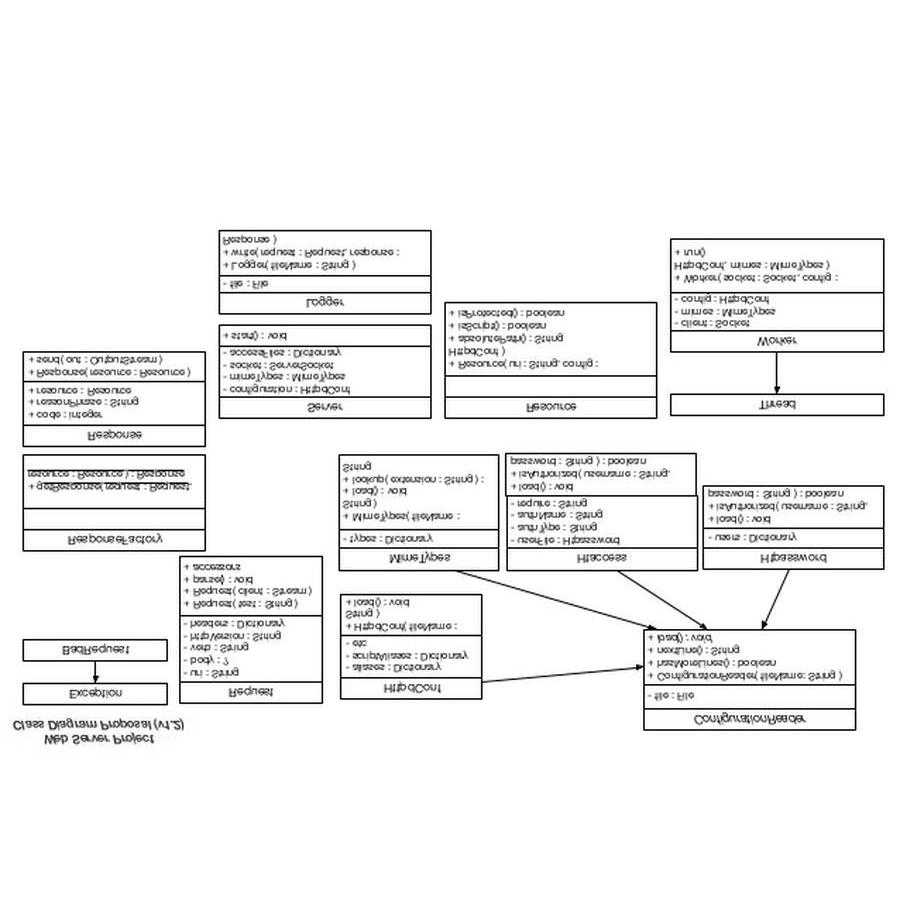 Web Server Project
Class Diagram Proposal (v1.2)
Exception
BadRequest
Request
- uri : String
- body : ?
- verb : String
- httpVersion : String
- headers : Dictionary
+ Request( test : String )
+ Request( client : Stream )
+ parse() : void
+ accessors
HttpdConf
- aliases : Dictionary
- scriptAliases : Dictionary
- etc
+ HttpdConf( fileName :
String )
+ load() : void
ConfigurationReader
- file : File
+ ConfigurationReader( fileName: String )
+ hasMoreLines() : boolean
+ nextLine() : String
+ load() : void
ResponseFactory
+ getResponse( request : Request,
resource : Resource ) : Response
MimeTypes
- types : Dictionary
+ MimeTypes( fileName :
String )
+ load() : void
+ lookup( extension : String ) :
String
Htaccess
- userFile : Htpassword
- authType : String
- authName : String
- require : String
+ load() : void
+ isAuthorized( username : String,
password : String ) : boolean
Htpassword
- users : Dictionary
+ load() : void
+ isAuthorized( username : String,
password : String ) : boolean
Response
+ code : integer
+ reasonPhrase : String
+ resource : Resource
+ Response( resource : Resource )
+ send( out : OutputStream )
Server
- configuration : HttpdConf
- mimeTypes : MimeTypes
- socket : ServerSocket
- accessFiles : Dictionary
+ start() : void
Resource
+ Resource( uri : String, config :
HttpdConf )
+ absolutePath() : String
+ isScript() : boolean
+ isProtected() : boolean
Thread
Worker
- client : Socket
- mimes : MimeTypes
- config : HttpdConf
+ Worker( socket : Socket, config :
HttpdConf, mimes : MimeTypes )
+ run()
Logger
- file : File
+ Logger( fileName : String )
+ write( request : Request, response :
Response )